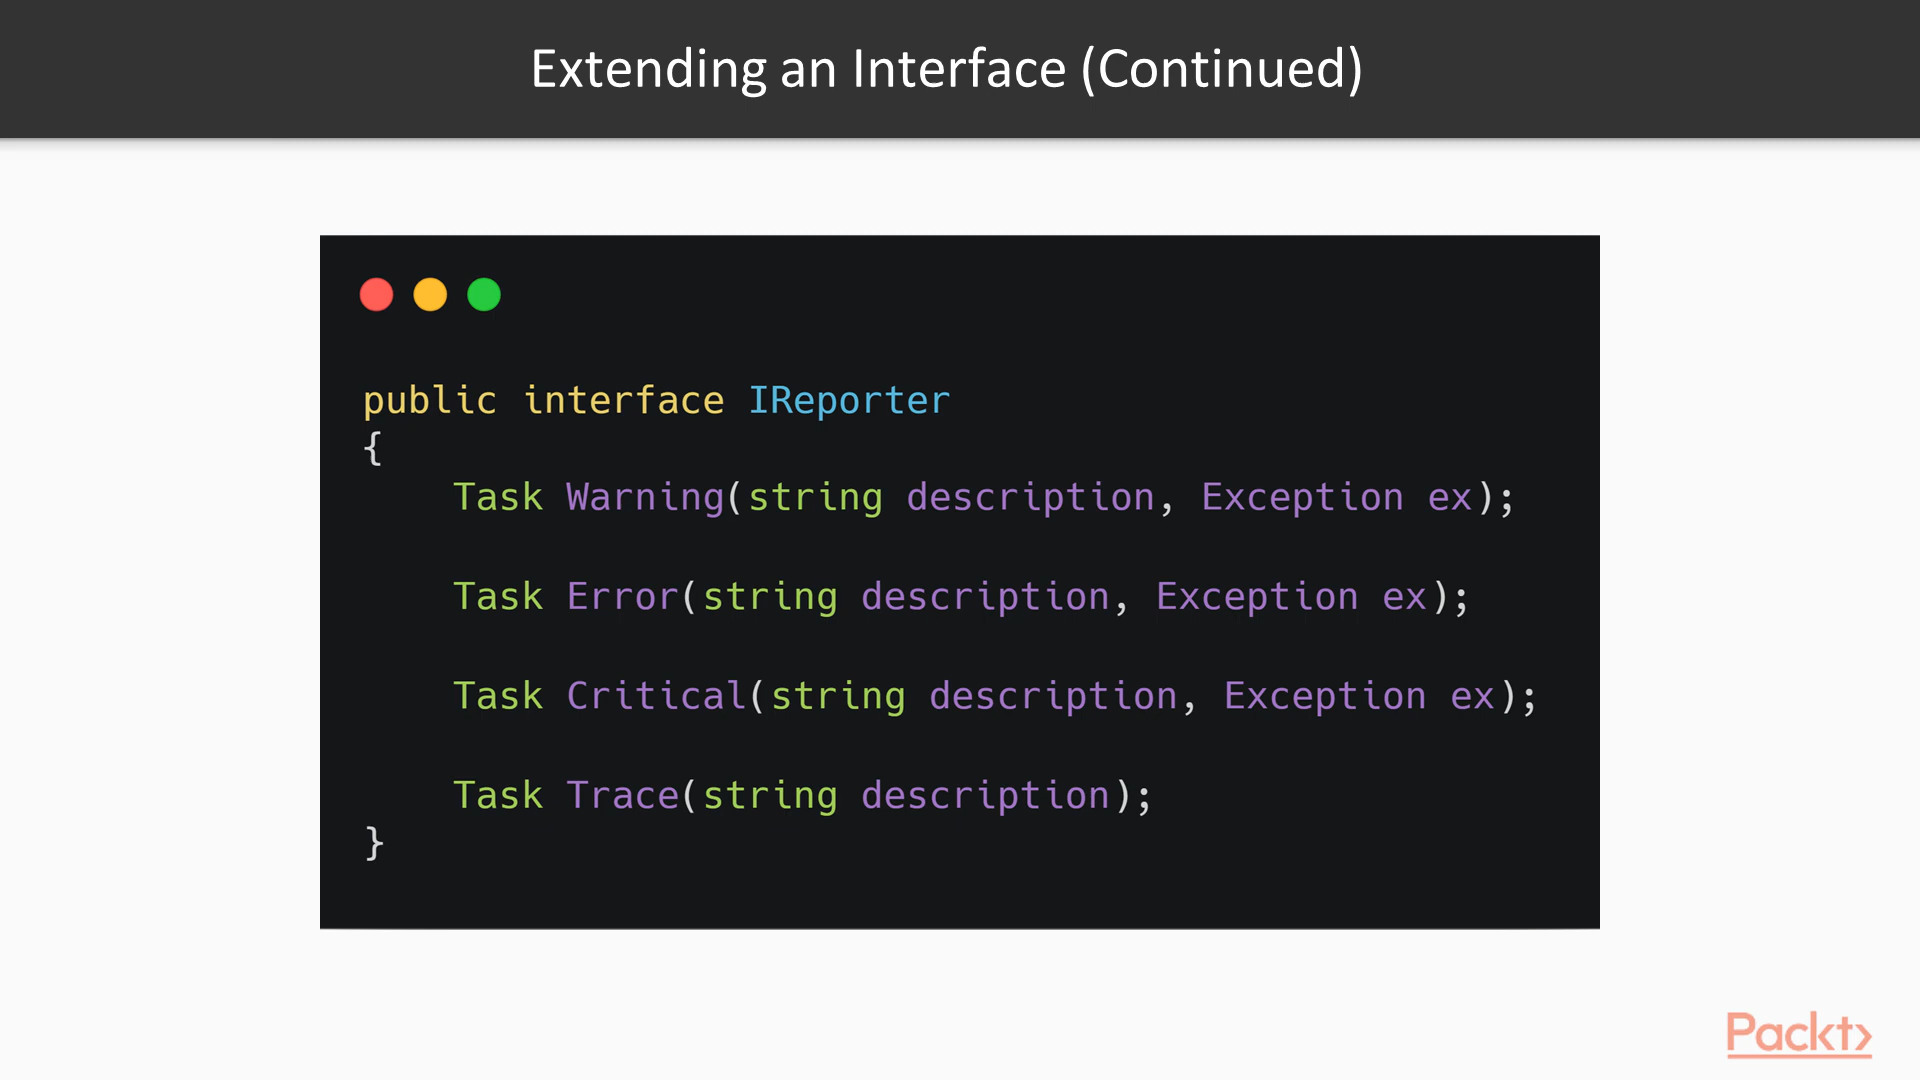 Extending an Interface (Continued)
public interface IReporter
{
    Task Warning(string description, Exception ex);
    Task Error(string description, Exception ex);
    Task Critical(string description, Exception ex);
    Task Trace(string description);
}
Packt>